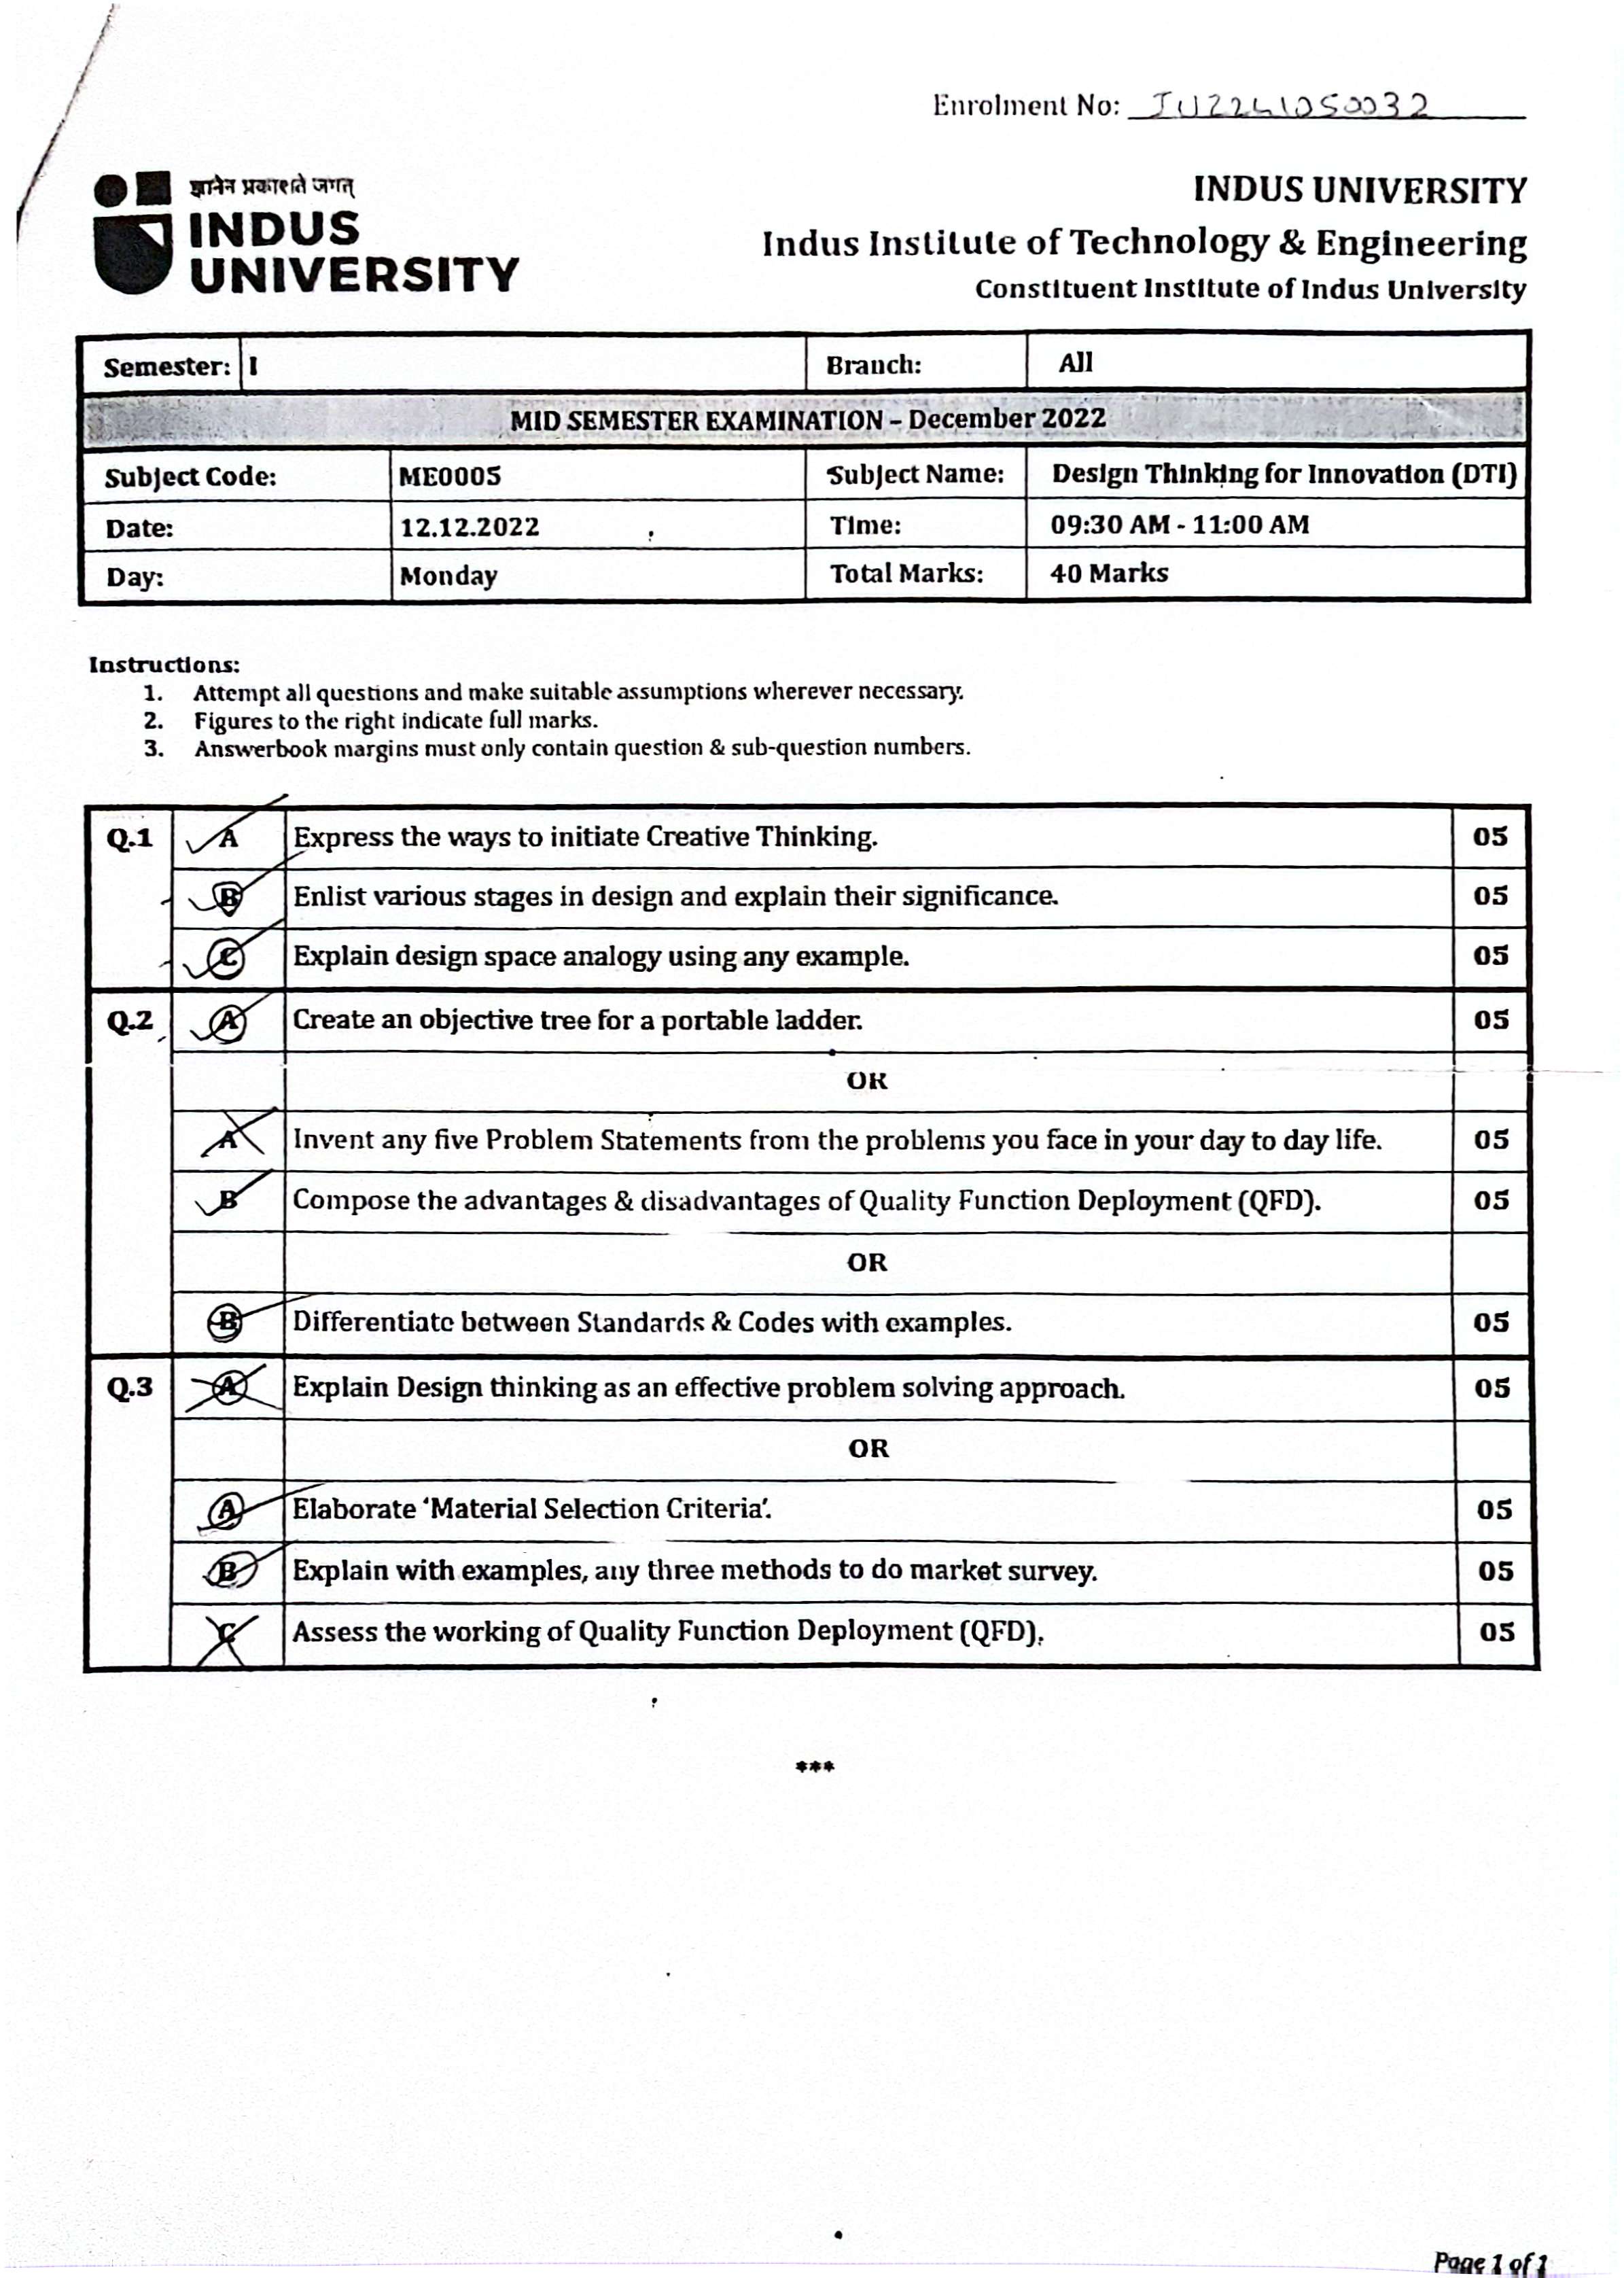 Enrolment No: IU2241050032
ज्ञानेन प्रकाशते जगत्
INDUS
UNIVERSITY
INDUS UNIVERSITY
Indus Institute of Technology & Engineering
Constituent Institute of Indus University
Semester: I Branch: All
MID SEMESTER EXAMINATION – December 2022
Subject Code: ME0005 Subject Name: Design Thinking for Innovation (DTI)
Date: 12.12.2022 Time: 09:30 AM - 11:00 AM
Day: Monday Total Marks: 40 Marks
Instructions:
1. Attempt all questions and make suitable assumptions wherever necessary.
2. Figures to the right indicate full marks.
3. Answerbook margins must only contain question & sub-question numbers.
Q.1 A Express the ways to initiate Creative Thinking. 05
B Enlist various stages in design and explain their significance. 05
C Explain design space analogy using any example. 05
Q.2 A Create an objective tree for a portable ladder. 05
OR
A Invent any five Problem Statements from the problems you face in your day to day life. 05
B Compose the advantages & disadvantages of Quality Function Deployment (QFD). 05
OR
B Differentiate between Standards & Codes with examples. 05
Q.3 A Explain Design thinking as an effective problem solving approach. 05
OR
A Elaborate ‘Material Selection Criteria’. 05
B Explain with examples, any three methods to do market survey. 05
C Assess the working of Quality Function Deployment (QFD). 05
***
Page 1 of 1